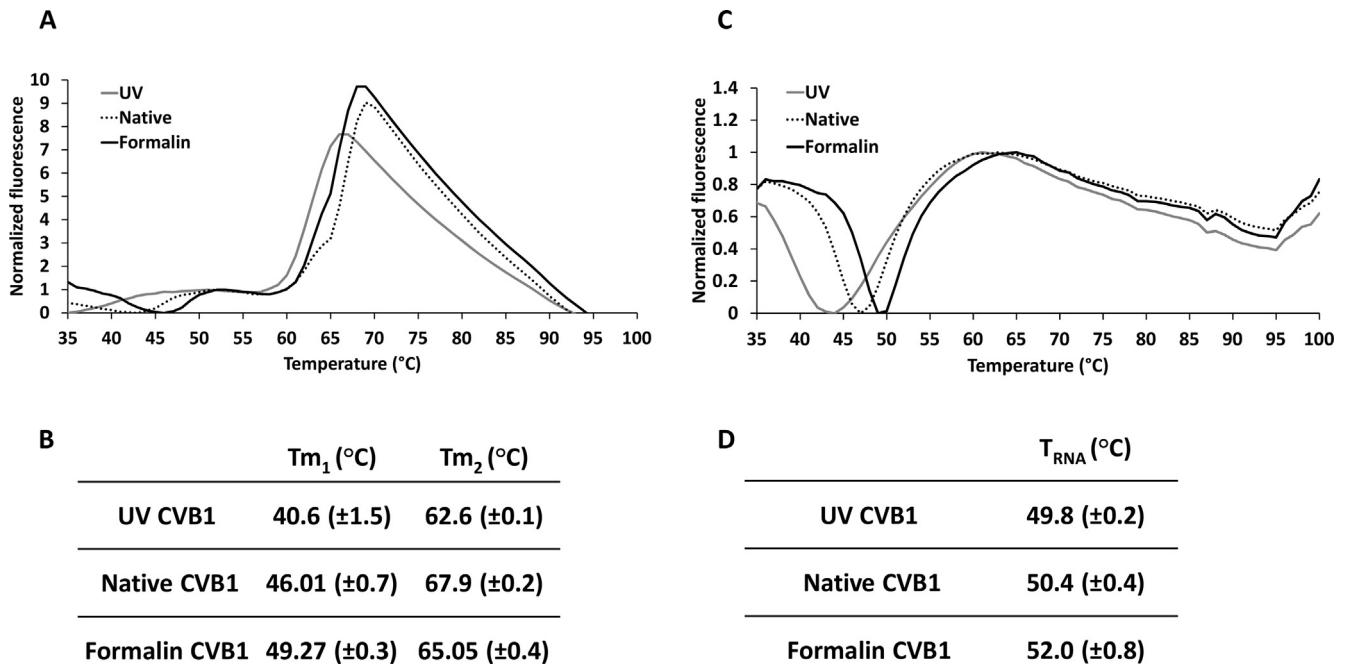 A
10
9
8
7
6
5
4
3
2
1
0
Normalized fluorescence
UV
Native
Formalin
35 40 45 50 55 60 65 70 75 80 85 90 95 100
Temperature (°C)
B
Tm1 (°C) Tm2 (°C)
UV CVB1 40.6 (±1.5) 62.6 (±0.1)
Native CVB1 46.01 (±0.7) 67.9 (±0.2)
Formalin CVB1 49.27 (±0.3) 65.05 (±0.4)
C
1.4
1.2
1
0.8
0.6
0.4
0.2
0
Normalized fluorescence
UV
Native
Formalin
35 40 45 50 55 60 65 70 75 80 85 90 95 100
Temperature (°C)
D
TRNA (°C)
UV CVB1 49.8 (±0.2)
Native CVB1 50.4 (±0.4)
Formalin CVB1 52.0 (±0.8)